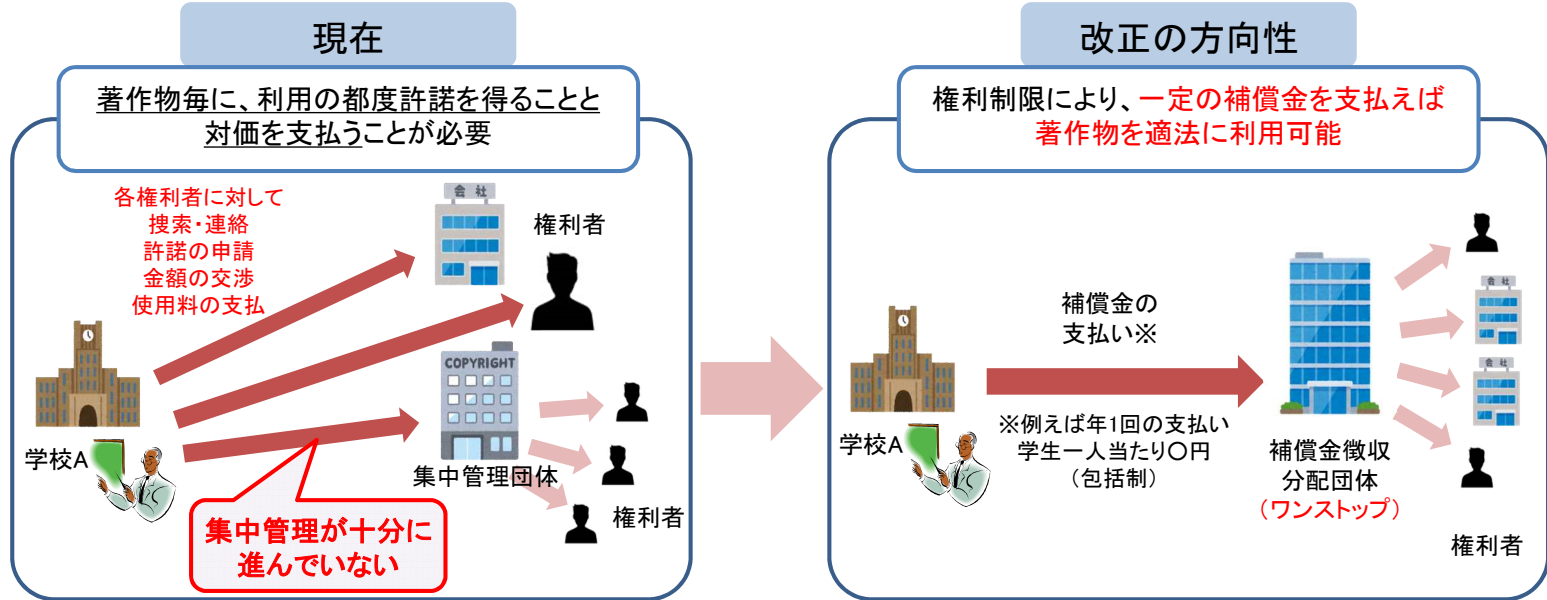 現在
著作物毎に、利用の都度許諾を得ることと
対価を支払うことが必要
各権利者に対して
捜索・連絡
許諾の申請
金額の交渉
使用料の支払
会社
権利者
COPYRIGHT
学校A
集中管理団体
権利者
集中管理が十分に
進んでいない
改正の方向性
権利制限により、一定の補償金を支払えば
著作物を適法に利用可能
補償金の
支払い※
※例えば年1回の支払い
学生一人当たり〇円
(包括制)
学校A
補償金徴収
分配団体
(ワンストップ)
会社
会社
権利者